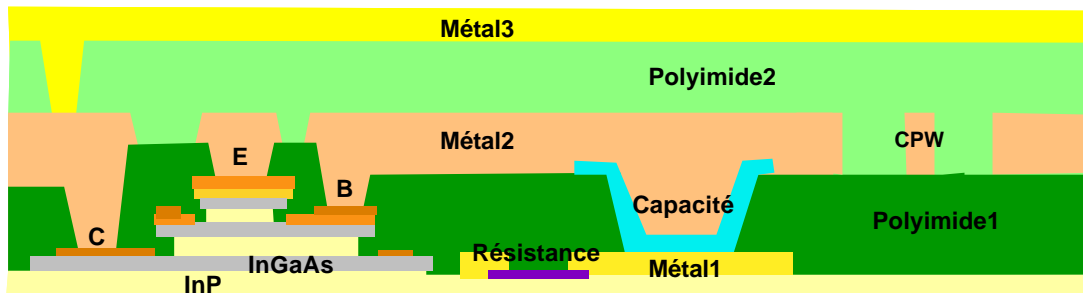 Métal3
Polyimide2
Métal2
CPW
E
B
Capacité
Polyimide1
C
Résistance
InGaAs
Métal1
InP